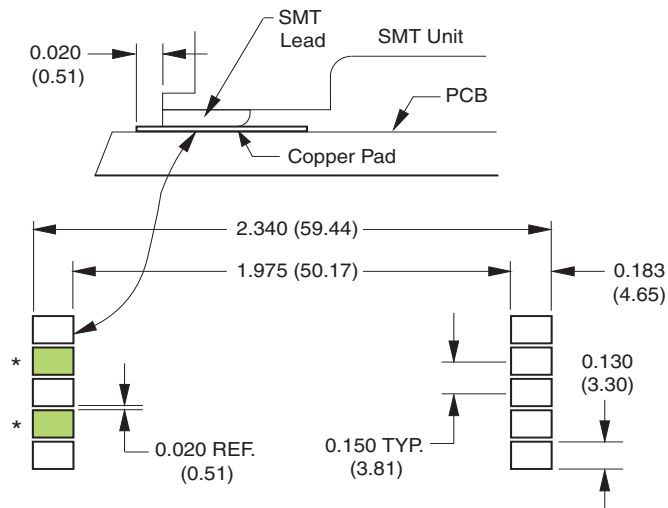 SMT
Lead
SMT Unit
0.020
(0.51)
PCB
Copper Pad
2.340 (59.44)
1.975 (50.17)
0.183
(4.65)
*
0.130
(3.30)
*
0.020 REF.
(0.51)
0.150 TYP.
(3.81)